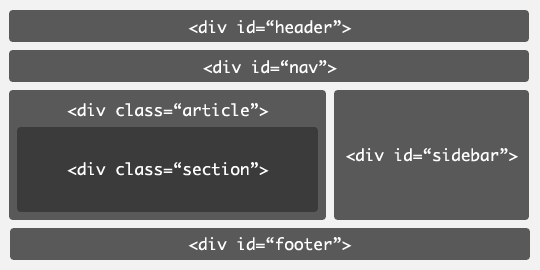 <div id=“header”>
<div id=“nav”>
<div class=“article”>
<div class=“section”>
<div id=“sidebar”>
<div id=“footer”>